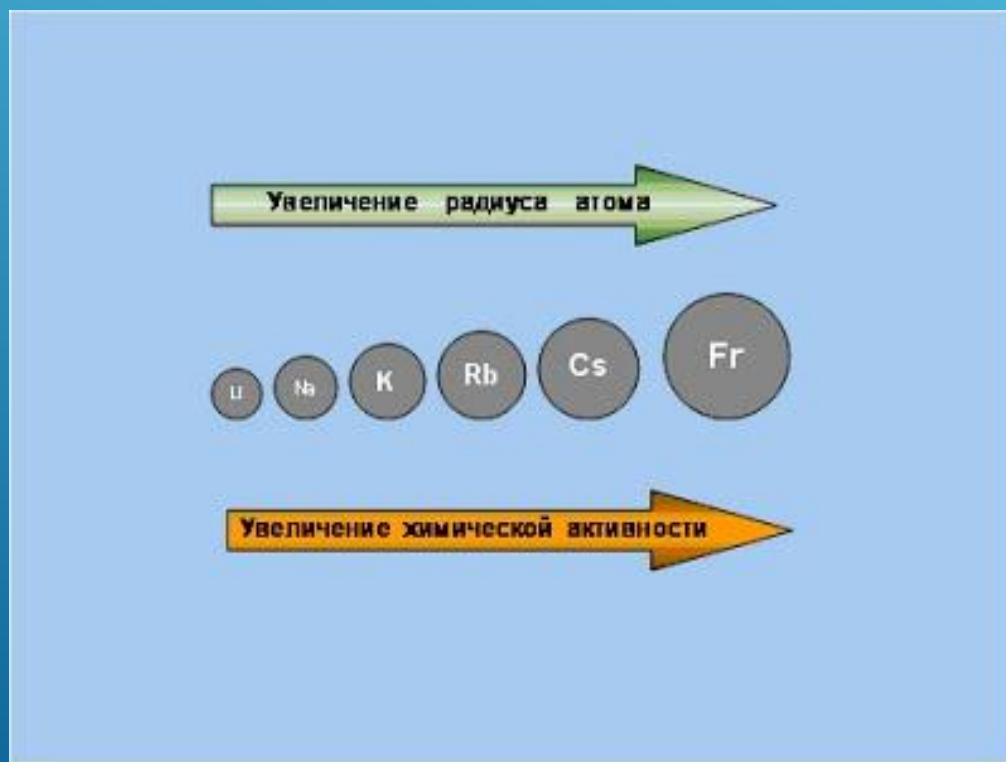 Увеличение радиуса атома
Li Na K Rb Cs Fr
Увеличение химической активности